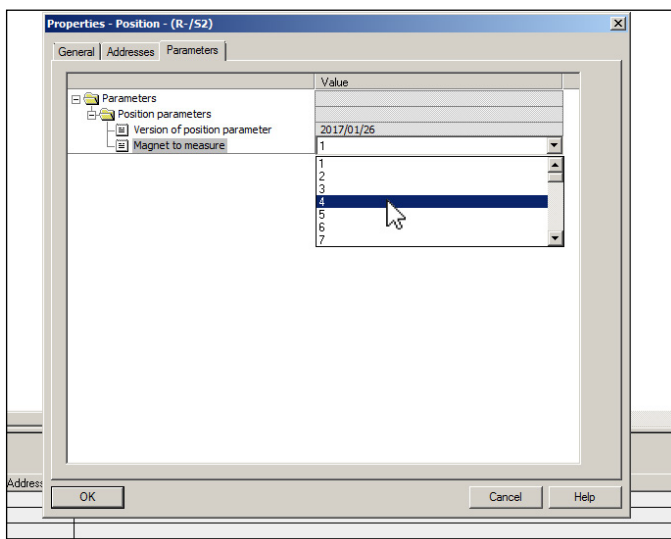 Properties - Position - (R-/S2)
General Addresses Parameters
Value
Parameters
Position parameters
Version of position parameter 2017/01/26
Magnet to measure 1
1
2
3
4
5
6
7
Address
OK Cancel Help